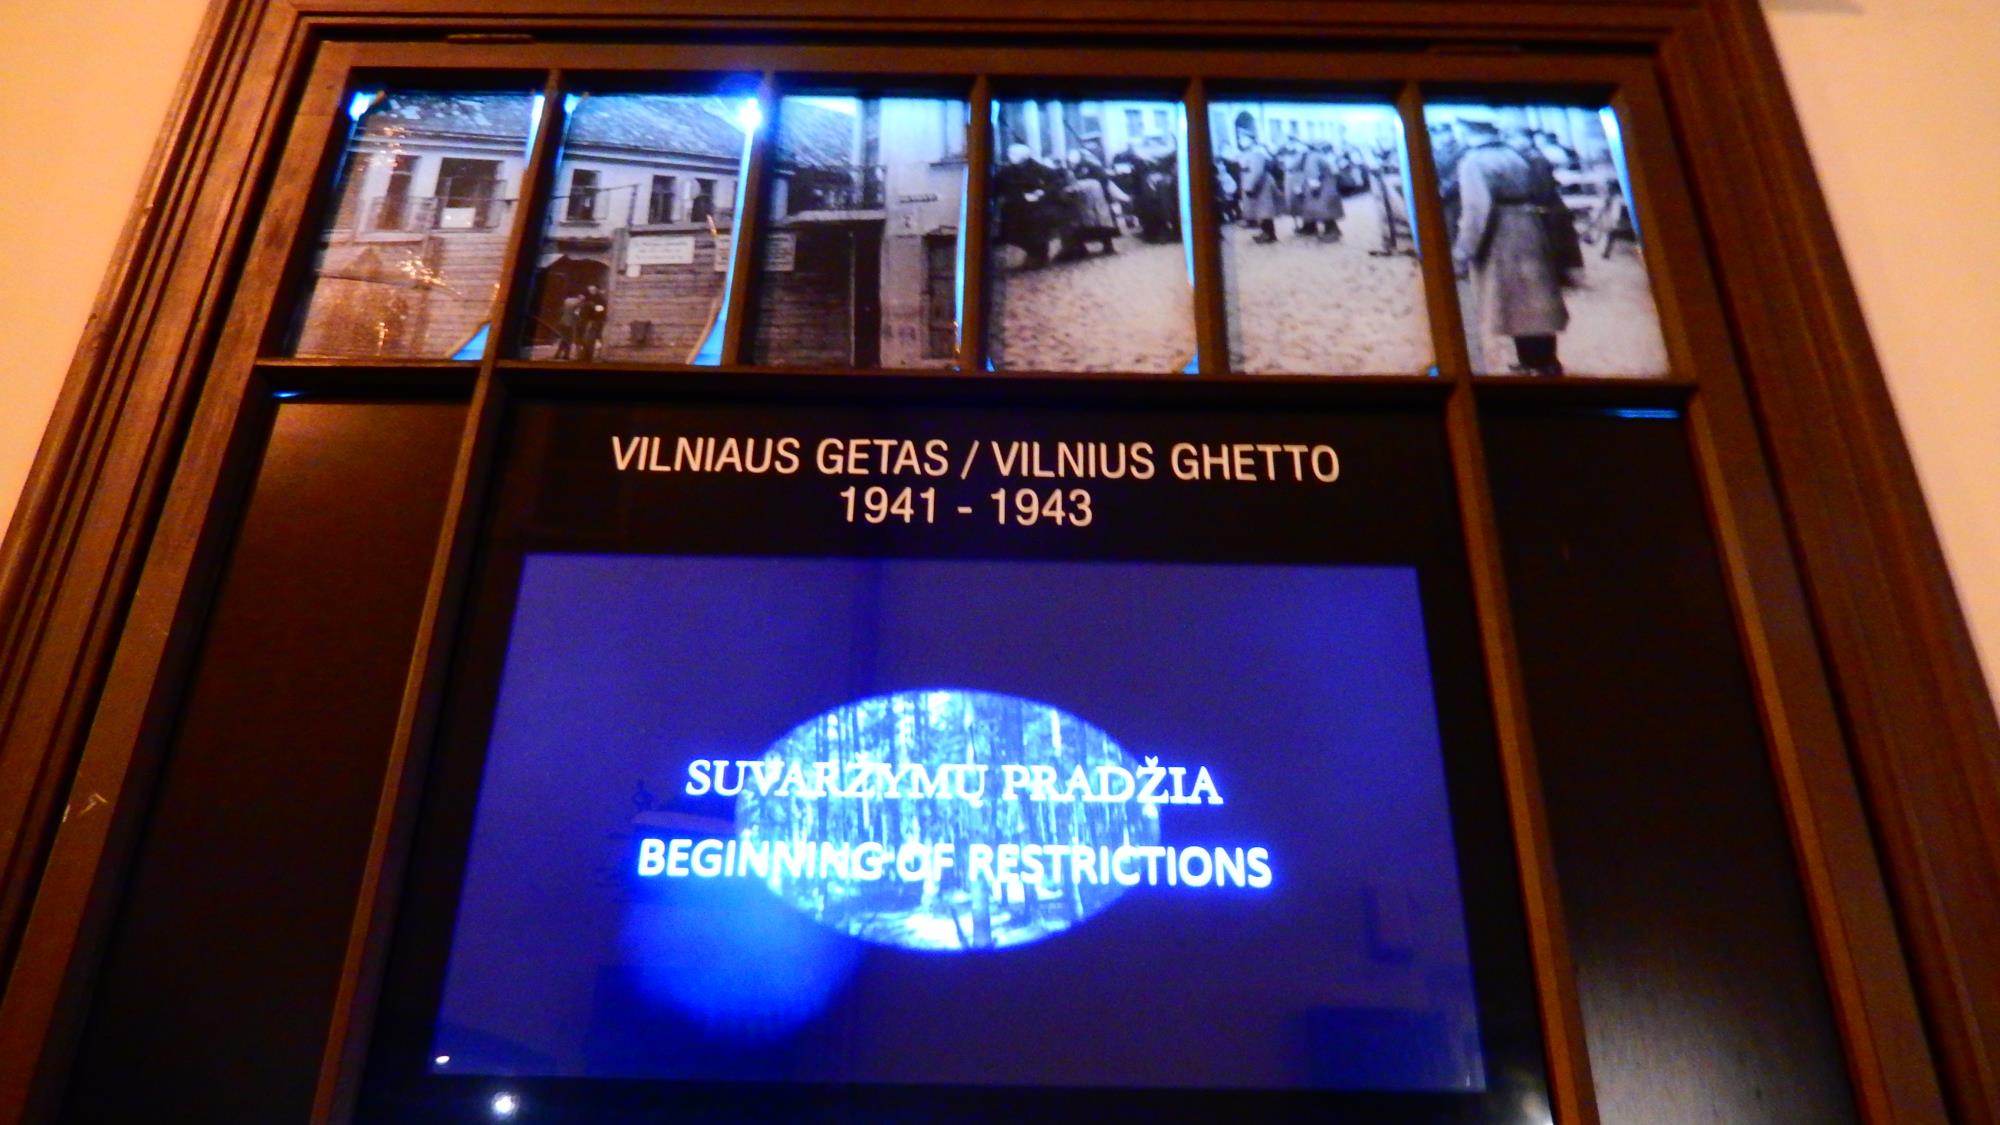 VILNIAUS GETAS / VILNIUS GHETTO
1941 - 1943
SUVARŽYMŲ PRADŽIA
BEGINNING OF RESTRICTIONS